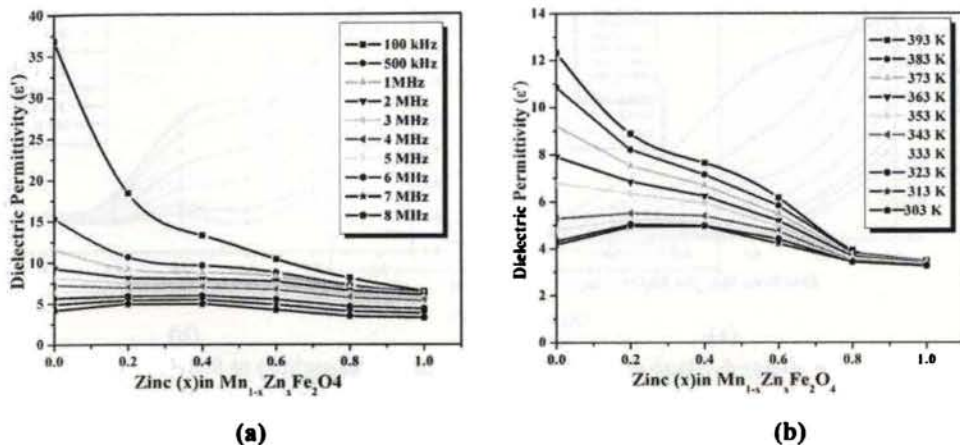 40
35
30
25
20
15
10
5
0
Dielectric Permittivity (ε')
100 kHz
500 kHz
1MHz
2 MHz
3 MHz
4 MHz
5 MHz
6 MHz
7 MHz
8 MHz
0.0 0.2 0.4 0.6 0.8 1.0
Zinc (x)in Mn1-xZnxFe2O4
(a)
14
12
10
8
6
4
2
0
Dielectric Permittivity (ε')
393 K
383 K
373 K
363 K
353 K
343 K
333 K
323 K
313 K
303 K
0.0 0.2 0.4 0.6 0.8 1.0
Zinc (x)in Mn1-xZnxFe2O4
(b)